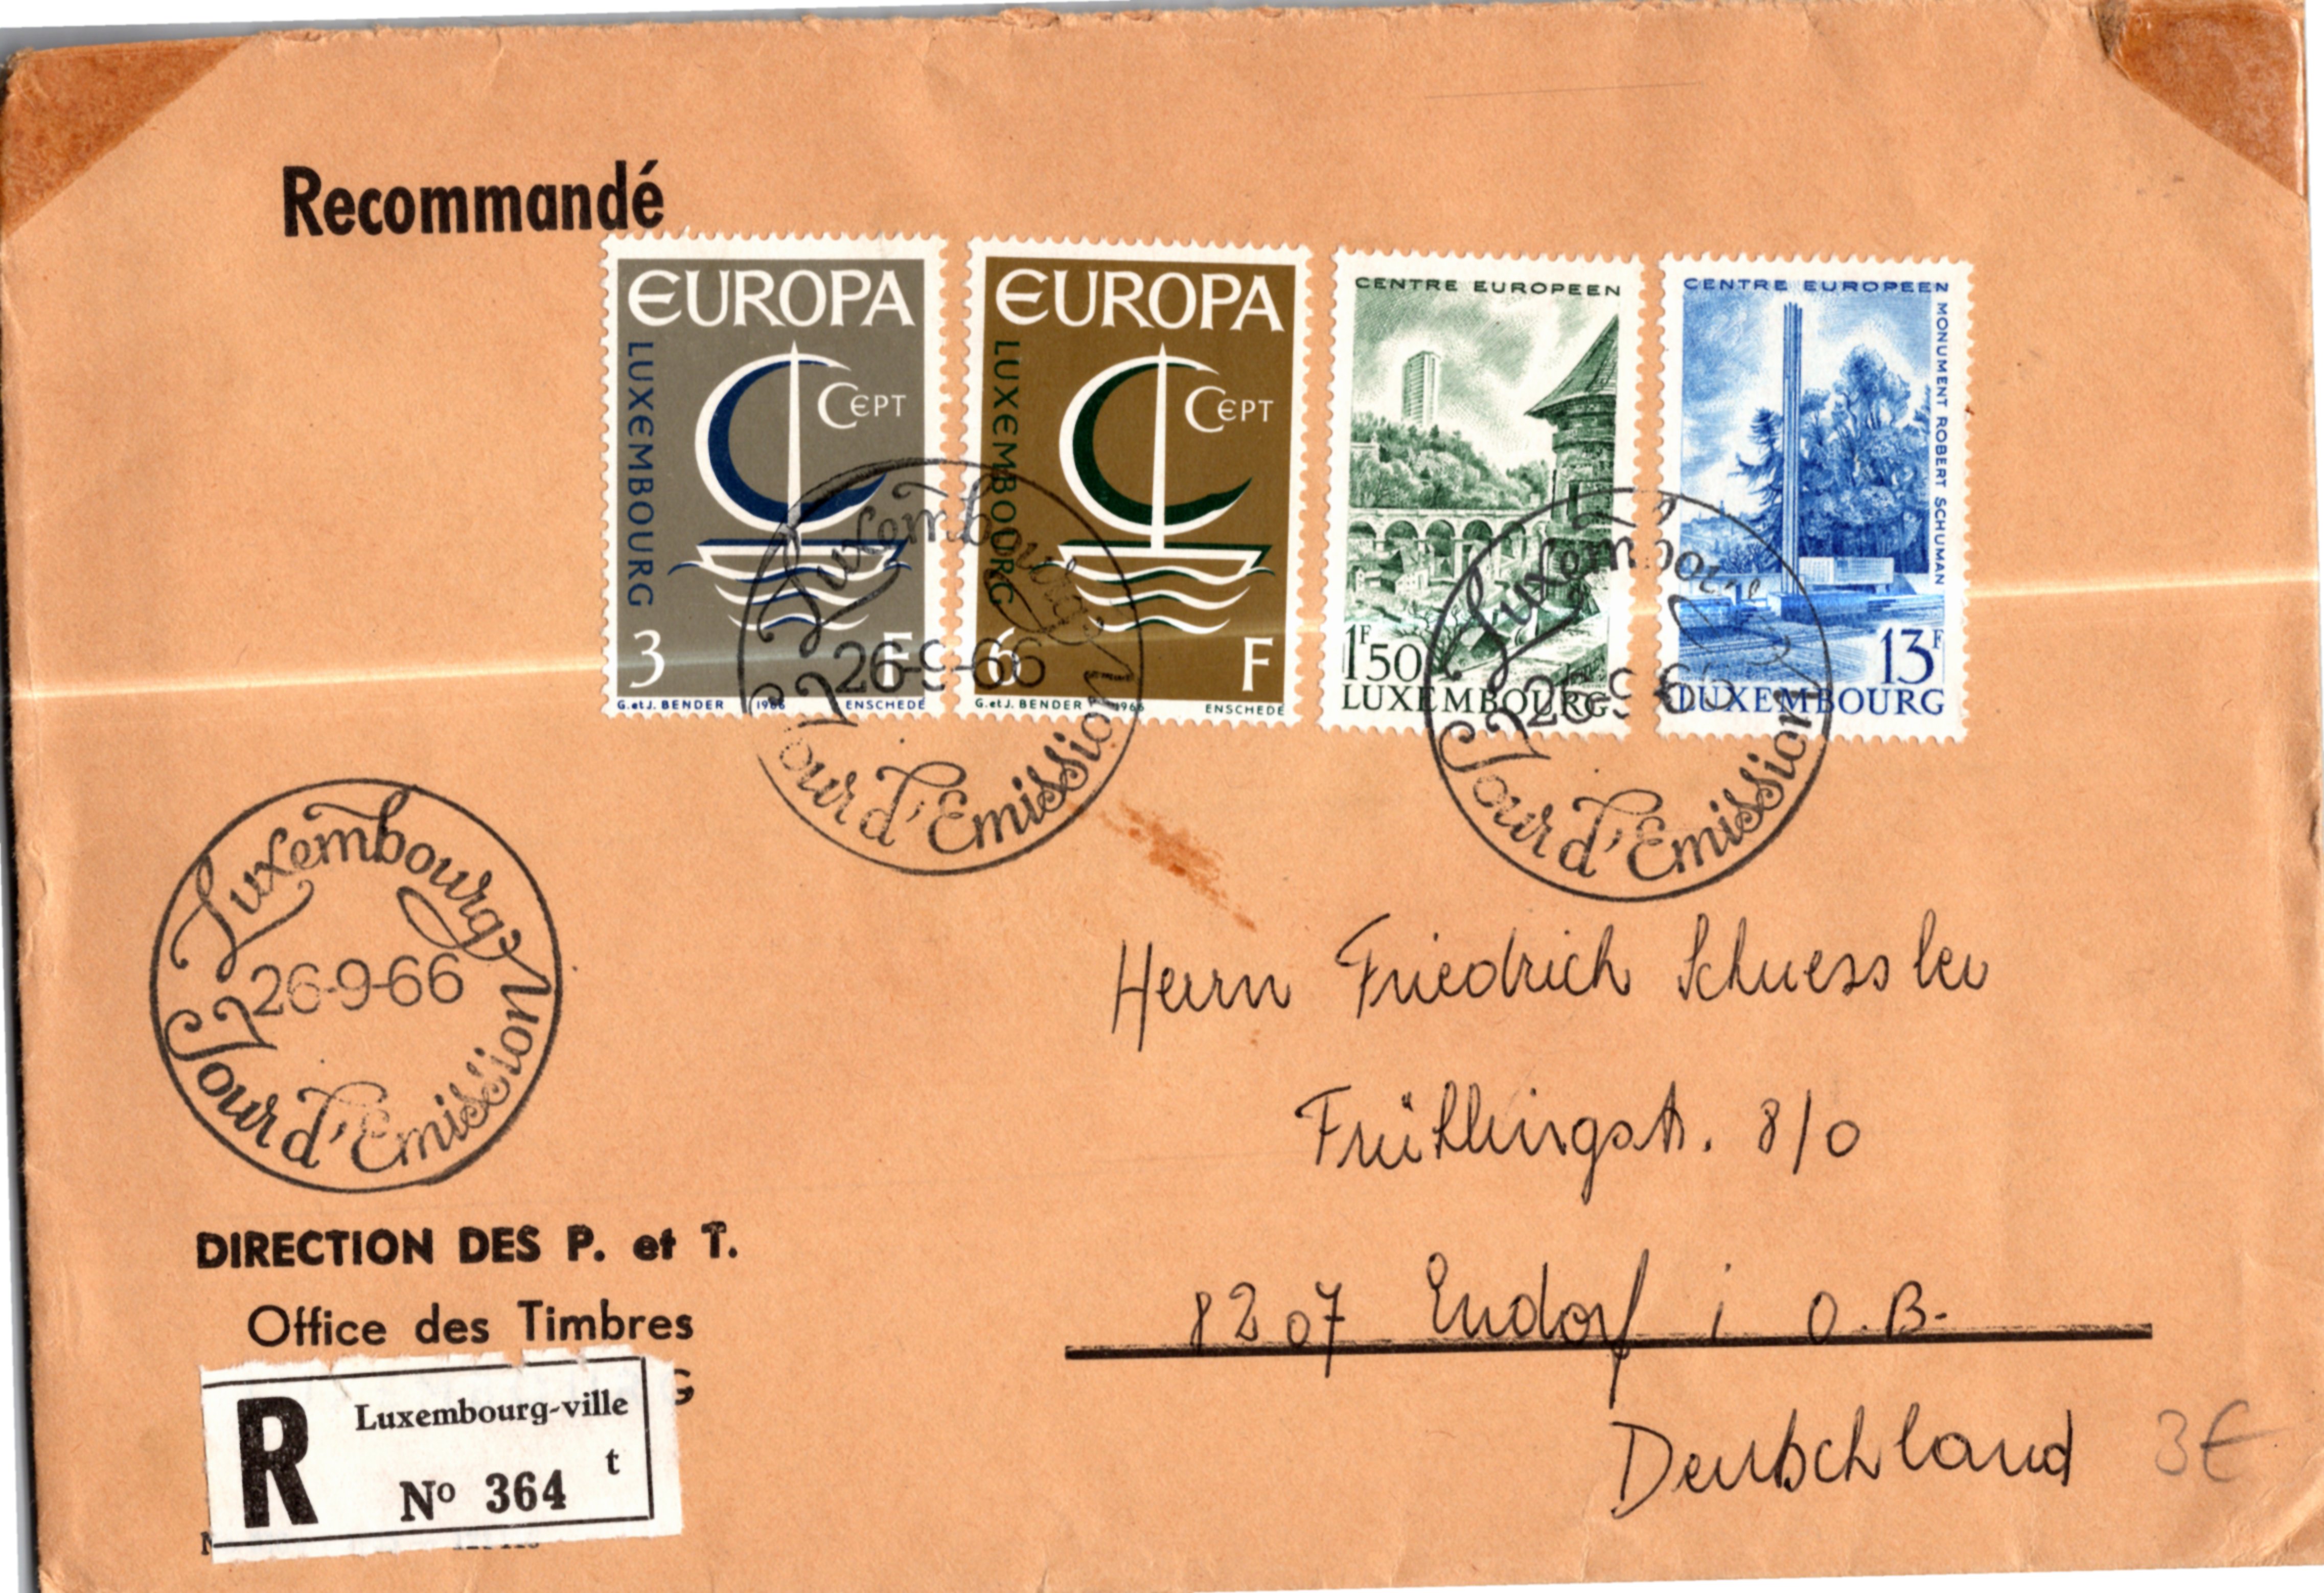 Recommandé
EUROPA
LUXEMBOURG
CEPT
3 F
G. et J. BENDER 1966 ENSCHEDE
EUROPA
LUXEMBOURG
CEPT
6 F
G. et J. BENDER 1966 ENSCHEDE
CENTRE EUROPEEN
1F50
LUXEMBOURG
CENTRE EUROPEEN
MONUMENT ROBERT SCHUMAN
13F
LUXEMBOURG
Luxembourg
26-9-66
Jour d'Emission
Luxembourg
26-9-66
Jour d'Emission
Luxembourg
26-9-66
Jour d'Emission
Herrn Friedrich Schuessler
Frühlingstr. 8/0
8207 Endorf i O.B.
Deutschland
3€
DIRECTION DES P. et T.
Office des Timbres
G
R Luxembourg-ville
t
No 364